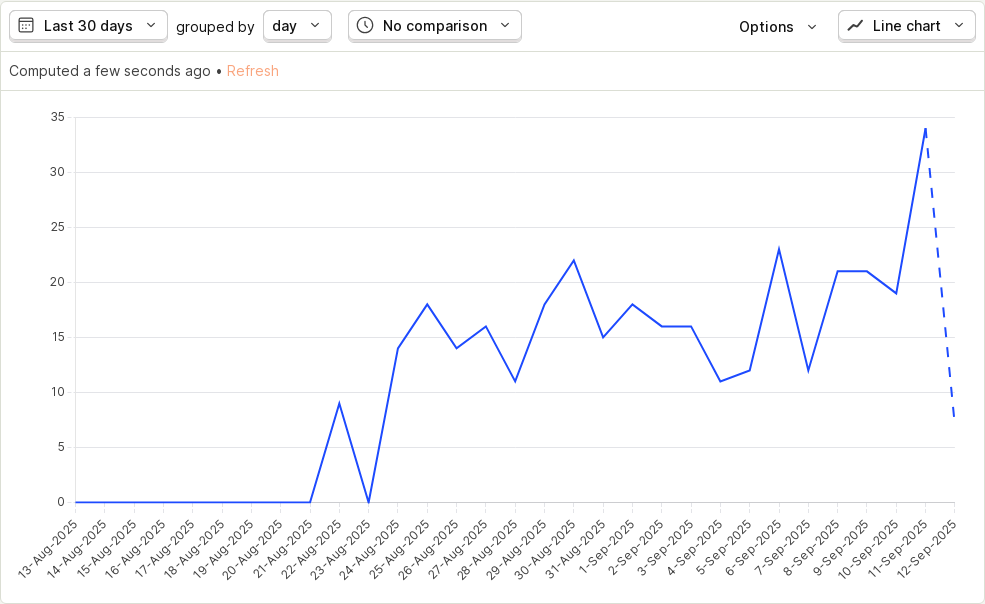 Last 30 days grouped by day No comparison Options Line chart
Computed a few seconds ago • Refresh
35
30
25
20
15
10
5
0
13-Aug-2025
14-Aug-2025
15-Aug-2025
16-Aug-2025
17-Aug-2025
18-Aug-2025
19-Aug-2025
20-Aug-2025
21-Aug-2025
22-Aug-2025
23-Aug-2025
24-Aug-2025
25-Aug-2025
26-Aug-2025
27-Aug-2025
28-Aug-2025
29-Aug-2025
30-Aug-2025
31-Aug-2025
1-Sep-2025
2-Sep-2025
3-Sep-2025
4-Sep-2025
5-Sep-2025
6-Sep-2025
7-Sep-2025
8-Sep-2025
9-Sep-2025
10-Sep-2025
11-Sep-2025
12-Sep-2025